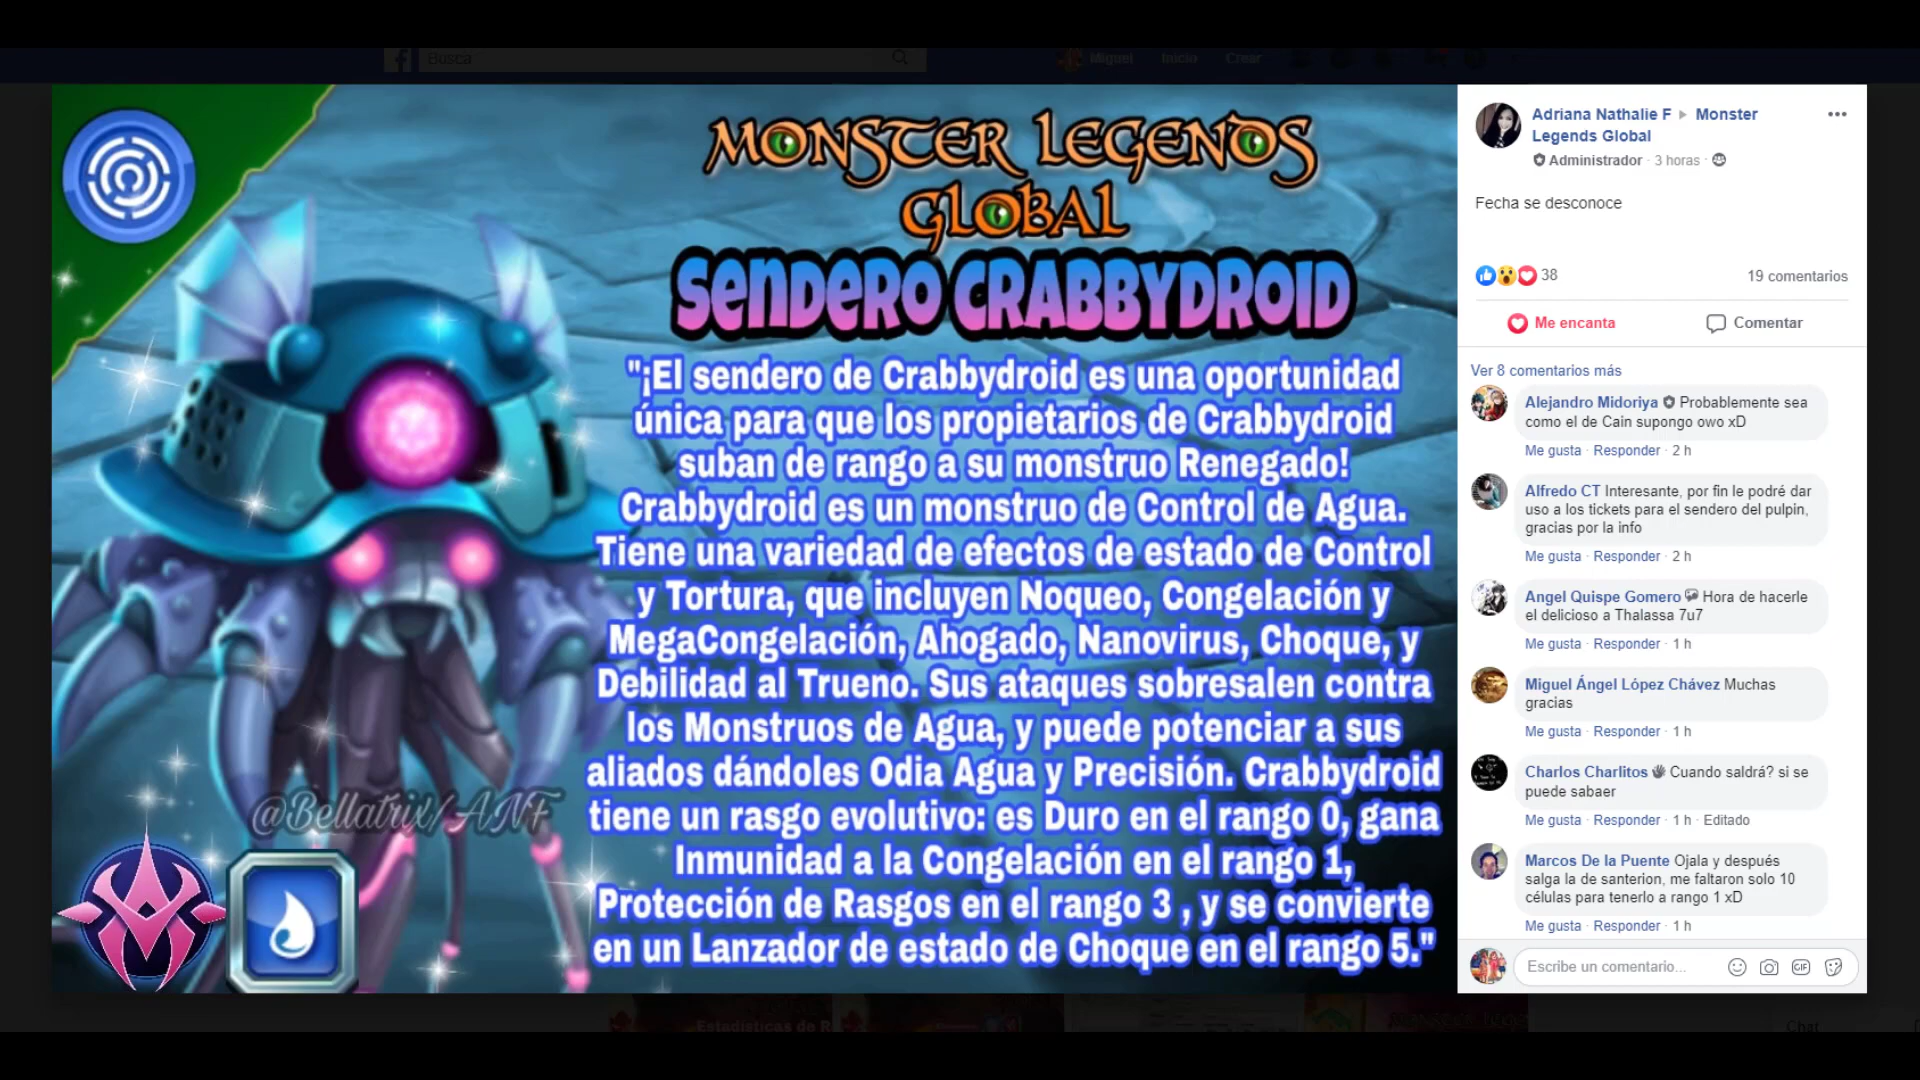 Busca
Miguel
Inicio
Crear
MONSTER LEGENDS
GLOBAL
SENDERO CRABBYDROID
"¡El sendero de Crabbydroid es una oportunidad
única para que los propietarios de Crabbydroid
suban de rango a su monstruo Renegado!
Crabbydroid es un monstruo de Control de Agua.
Tiene una variedad de efectos de estado de Control
y Tortura, que incluyen Noqueo, Congelación y
MegaCongelación, Ahogado, Nanovirus, Choque, y
Debilidad al Trueno. Sus ataques sobresalen contra
los Monstruos de Agua, y puede potenciar a sus
aliados dándoles Odia Agua y Precisión. Crabbydroid
tiene un rasgo evolutivo: es Duro en el rango 0, gana
Inmunidad a la Congelación en el rango 1,
Protección de Rasgos en el rango 3 , y se convierte
en un Lanzador de estado de Choque en el rango 5."
@Bellatrix/ANF
Adriana Nathalie F ▸ Monster
Legends Global
Administrador · 3 horas ·
Fecha se desconoce
38
19 comentarios
Me encanta
Comentar
Ver 8 comentarios más
Alejandro Midoriya Probablemente sea
como el de Cain supongo owo xD
Me gusta · Responder · 2 h
Alfredo CT Interesante, por fin le podré dar
uso a los tickets para el sendero del pulpin,
gracias por la info
Me gusta · Responder · 2 h
Angel Quispe Gomero Hora de hacerle
el delicioso a Thalassa 7u7
Me gusta · Responder · 1 h
Miguel Ángel López Chávez Muchas
gracias
Me gusta · Responder · 1 h
Charlos Charlitos Cuando saldrá? si se
puede sabaer
Me gusta · Responder · 1 h · Editado
Marcos De la Puente Ojala y después
salga la de santerion, me faltaron solo 10
células para tenerlo a rango 1 xD
Me gusta · Responder · 1 h
Escribe un comentario...
GIF
Estadísticas de R
Chat